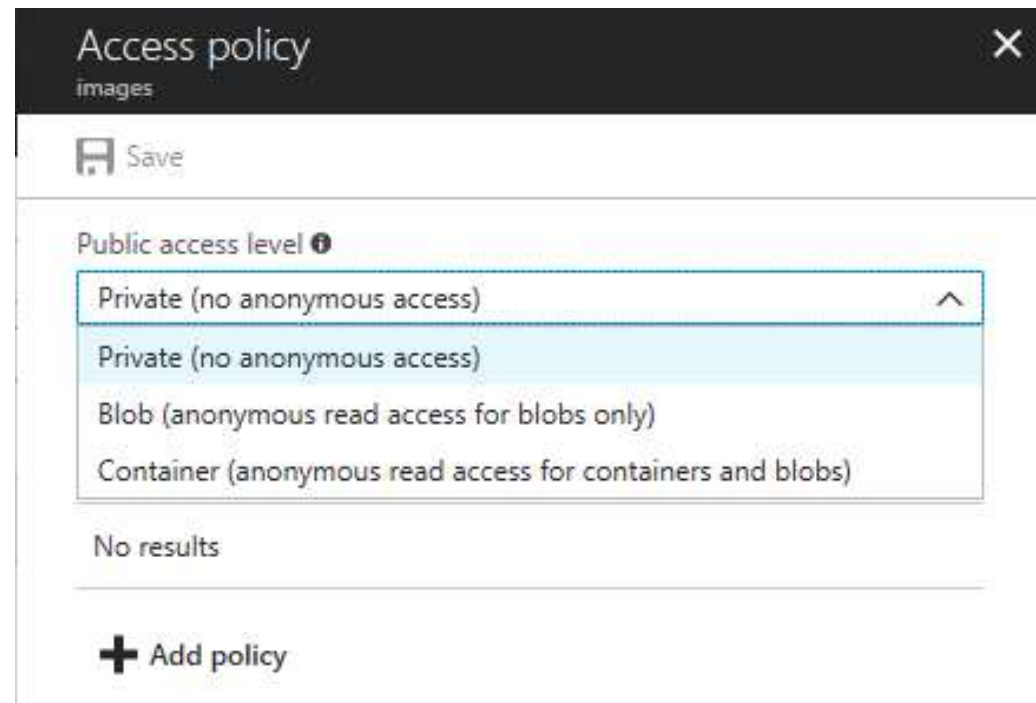 Access policy
images
Save
Public access level
Private (no anonymous access)
Private (no anonymous access)
Blob (anonymous read access for blobs only)
Container (anonymous read access for containers and blobs)
No results
Add policy